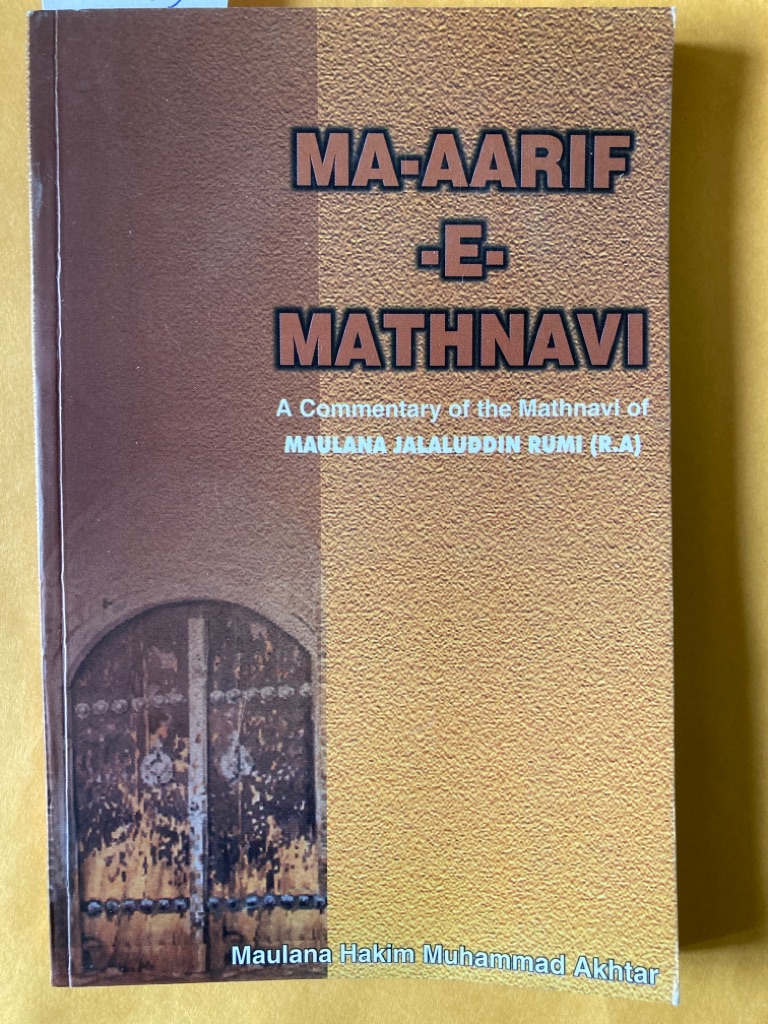 MA-AARIF
-E-
MATHNAVI
A Commentary of the Mathnavi of
MAULANA JALALUDDIN RUMI (R.A)
Maulana Hakim Muhammad Akhtar